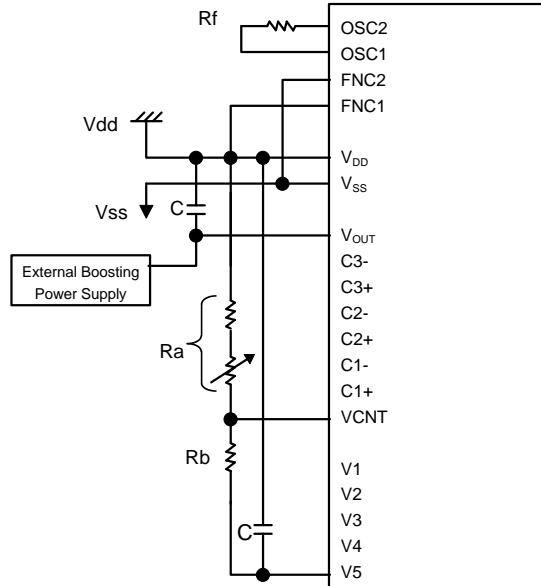 Rf
OSC2
OSC1
FNC2
FNC1
Vdd
VDD
VSS
Vss
C
VOUT
External Boosting
Power Supply
C3-
C3+
C2-
C2+
C1-
C1+
Ra
VCNT
Rb
V1
V2
V3
V4
V5
C